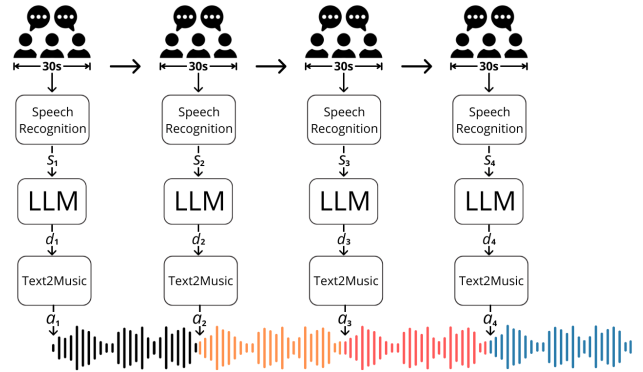 30s 30s 30s 30s
Speech Recognition Speech Recognition Speech Recognition Speech Recognition
s1 s2 s3 s4
LLM LLM LLM LLM
d1 d2 d3 d4
Text2Music Text2Music Text2Music Text2Music
a1 a2 a3 a4